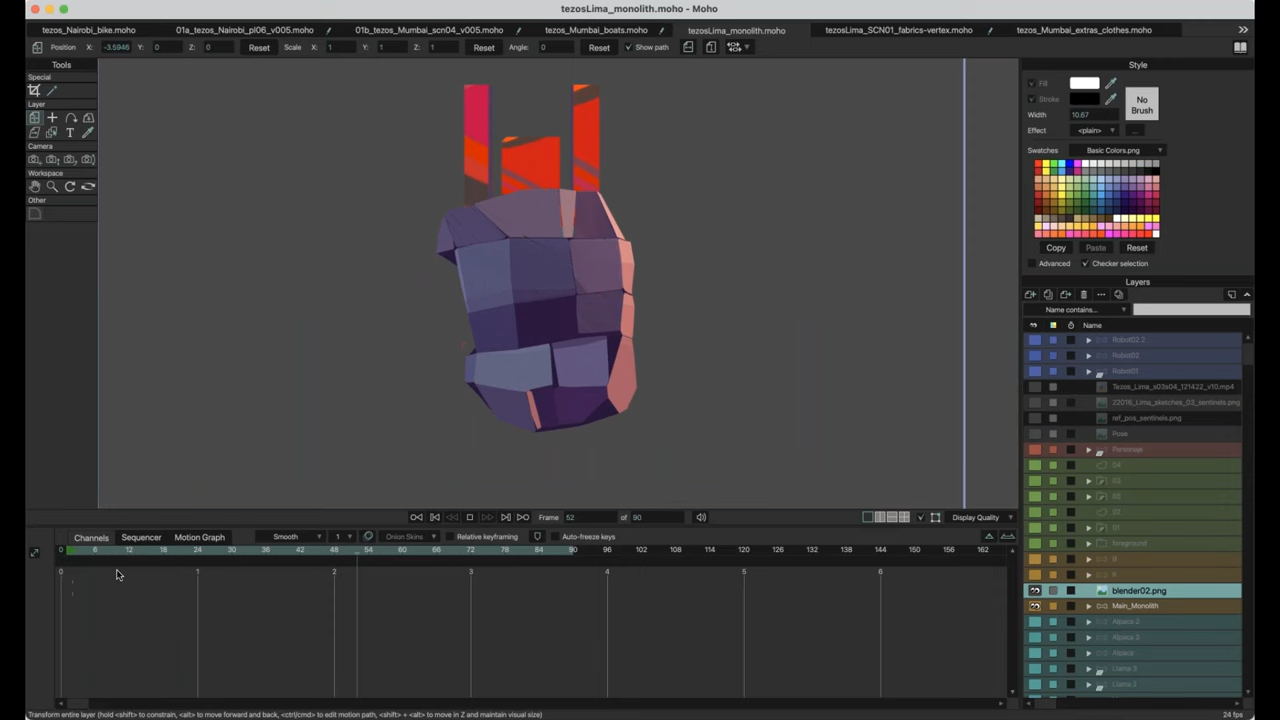 tezosLima_monolith.moho - Moho
tezos_Nairobi_bike.moho 01a_tezos_Nairobi_pl06_v005.moho 01b_tezos_Mumbai_scn04_v005.moho tezos_Mumbai_boats.moho tezosLima_monolith.moho tezosLima_SCN01_fabrics-vertex.moho tezos_Mumbai_extras_clothes.moho
Position X: -3.5946 Y: 0 Z: 0 Reset Scale X: 1 Y: 1 Z: 1 Reset Angle: 0 Reset Show path
Tools
Special
Layer
Camera
Workspace
Other
Style
Fill
Stroke
No Brush
Width 10.67
Effect <plain> ...
Swatches Basic Colors.png
Copy Paste Reset
Advanced Checker selection
Layers
Name contains...
Name
Robot02 2
Robot02
Robot01
Tezos_Lima_s03s04_121422_v10.mp4
22016_Lima_sketches_03_sentinels.png
ref_pos_sentinels.png
Pose
Personaje
04
03
05
03
01
foreground
B
R
blender02.png
Main_Monolith
Alpaca 2
Alpaca 3
Alpaca
Llama 3
Llama 2
Frame 52 of 90 Display Quality
Channels Sequencer Motion Graph Smooth 1 Onion Skins Relative keyframing Auto-freeze keys
0 6 12 18 24 30 36 42 48 54 60 66 72 78 84 90 96 102 108 114 120 126 132 138 144 150 156 162
0 1 2 3 4 5 6
Transform entire layer (hold <shift> to constrain, <alt> to move forward and back, <ctrl/cmd> to edit motion path, <shift> + <alt> to move in Z and maintain visual size)